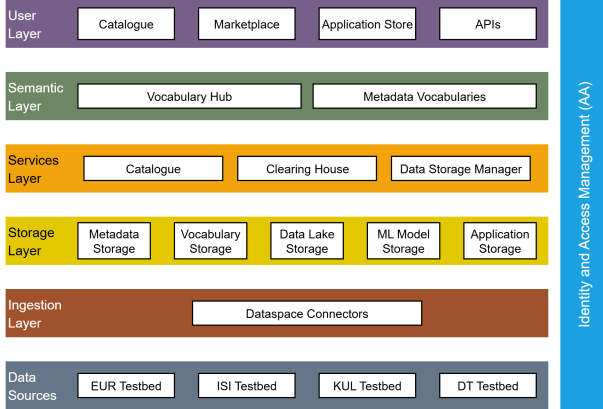 User
Layer
Catalogue
Marketplace
Application Store
APIs
Semantic
Layer
Vocabulary Hub
Metadata Vocabularies
Services
Layer
Catalogue
Clearing House
Data Storage Manager
Storage
Layer
Metadata
Storage
Vocabulary
Storage
Data Lake
Storage
ML Model
Storage
Application
Storage
Ingestion
Layer
Dataspace Connectors
Data
Sources
EUR Testbed
ISI Testbed
KUL Testbed
DT Testbed
Identity and Access Management (AA)